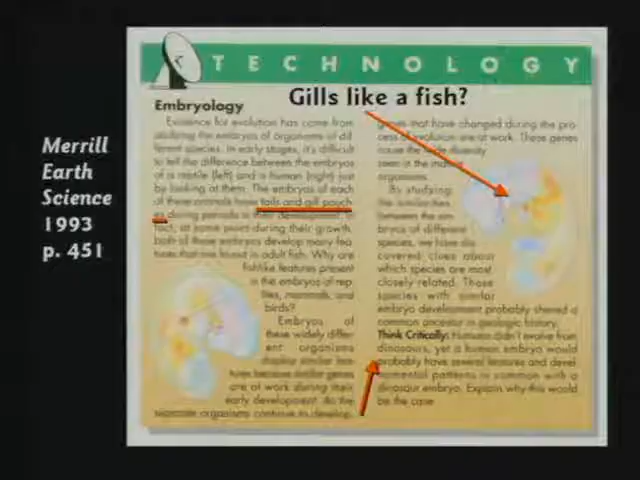 Merrill
Earth
Science
1993
p. 451
TECHNOLOGY
Gills like a fish?
Embryology
Evidence for evolution has come from
studying the embryos of organisms of dif
ferent species. In early stages, it's difficult
to tell the difference between the embryos
of a reptile (left) and a human (right) just
by looking at them. The embryos of each
of these animals have tails and gill pouch
es during periods in their development. In
fact, at some point during their growth,
both of these embryos develop many fea
tures that are found in adult fish. Why are
fishlike features present
in the embryos of rep
tiles, mammals, and
birds?
Embryos of
these widely differ
ent organisms
display similar fea
tures because similar genes
are at work during their
early development. As the
separate organisms continue to develop,
genes that have changed during the pro
cess of evolution are at work. These genes
cause the wide diversity
seen in the mature
organisms.
By studying
the similarities
between the em
bryos of different
species, we have dis
covered clues about
which species are most
closely related. Those
species with similar
embryo development probably shared a
common ancestor in geologic history.
Think Critically: Humans didn't evolve from
dinosaurs, yet a human embryo would
probably have several features and devel
opmental patterns in common with a
dinosaur embryo. Explain why this would
be the case.